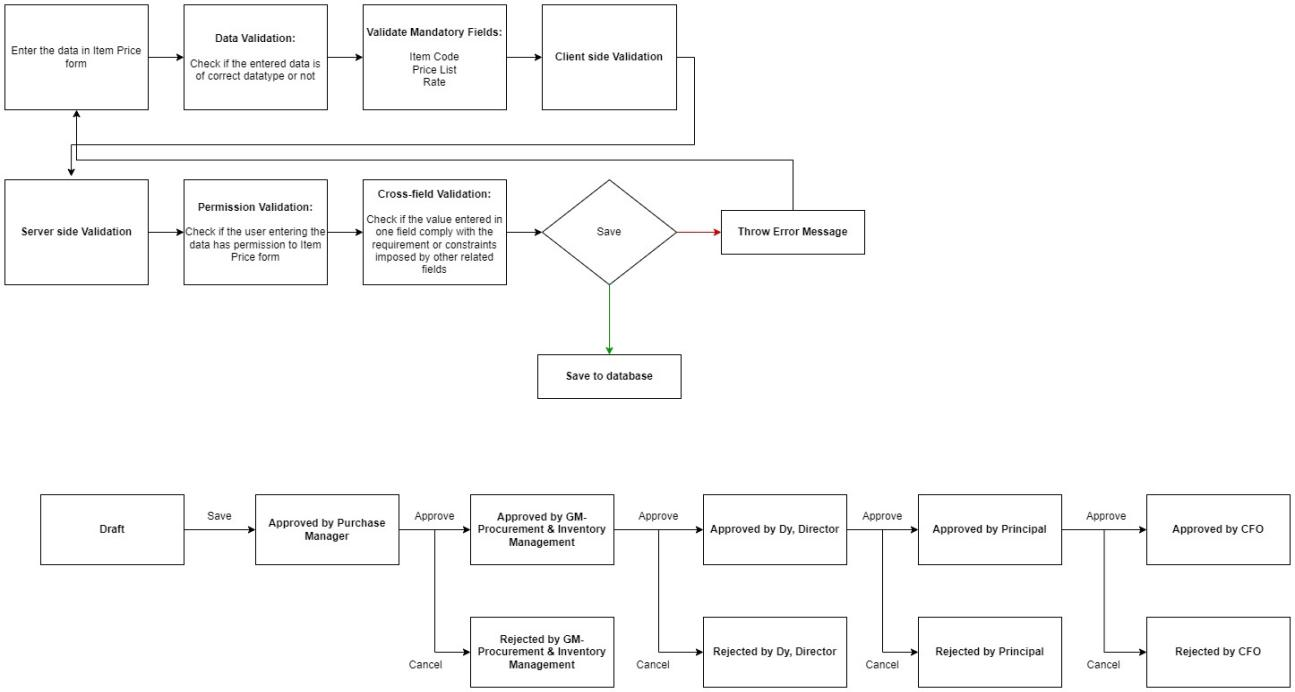 Enter the data in Item Price
form
Data Validation:
Check if the entered data is
of correct datatype or not
Validate Mandatory Fields:
Item Code
Price List
Rate
Client side Validation
Server side Validation
Permission Validation:
Check if the user entering the
data has permission to Item
Price form
Cross-field Validation:
Check if the value entered in
one field comply with the
requirement or constraints
imposed by other related
fields
Save
Throw Error Message
Save to database
Draft
Save
Approved by Purchase
Manager
Approve
Approved by GM-
Procurement & Inventory
Management
Approve
Approved by Dy, Director
Approve
Approved by Principal
Approve
Approved by CFO
Cancel
Rejected by GM-
Procurement & Inventory
Management
Cancel
Rejected by Dy, Director
Cancel
Rejected by Principal
Cancel
Rejected by CFO